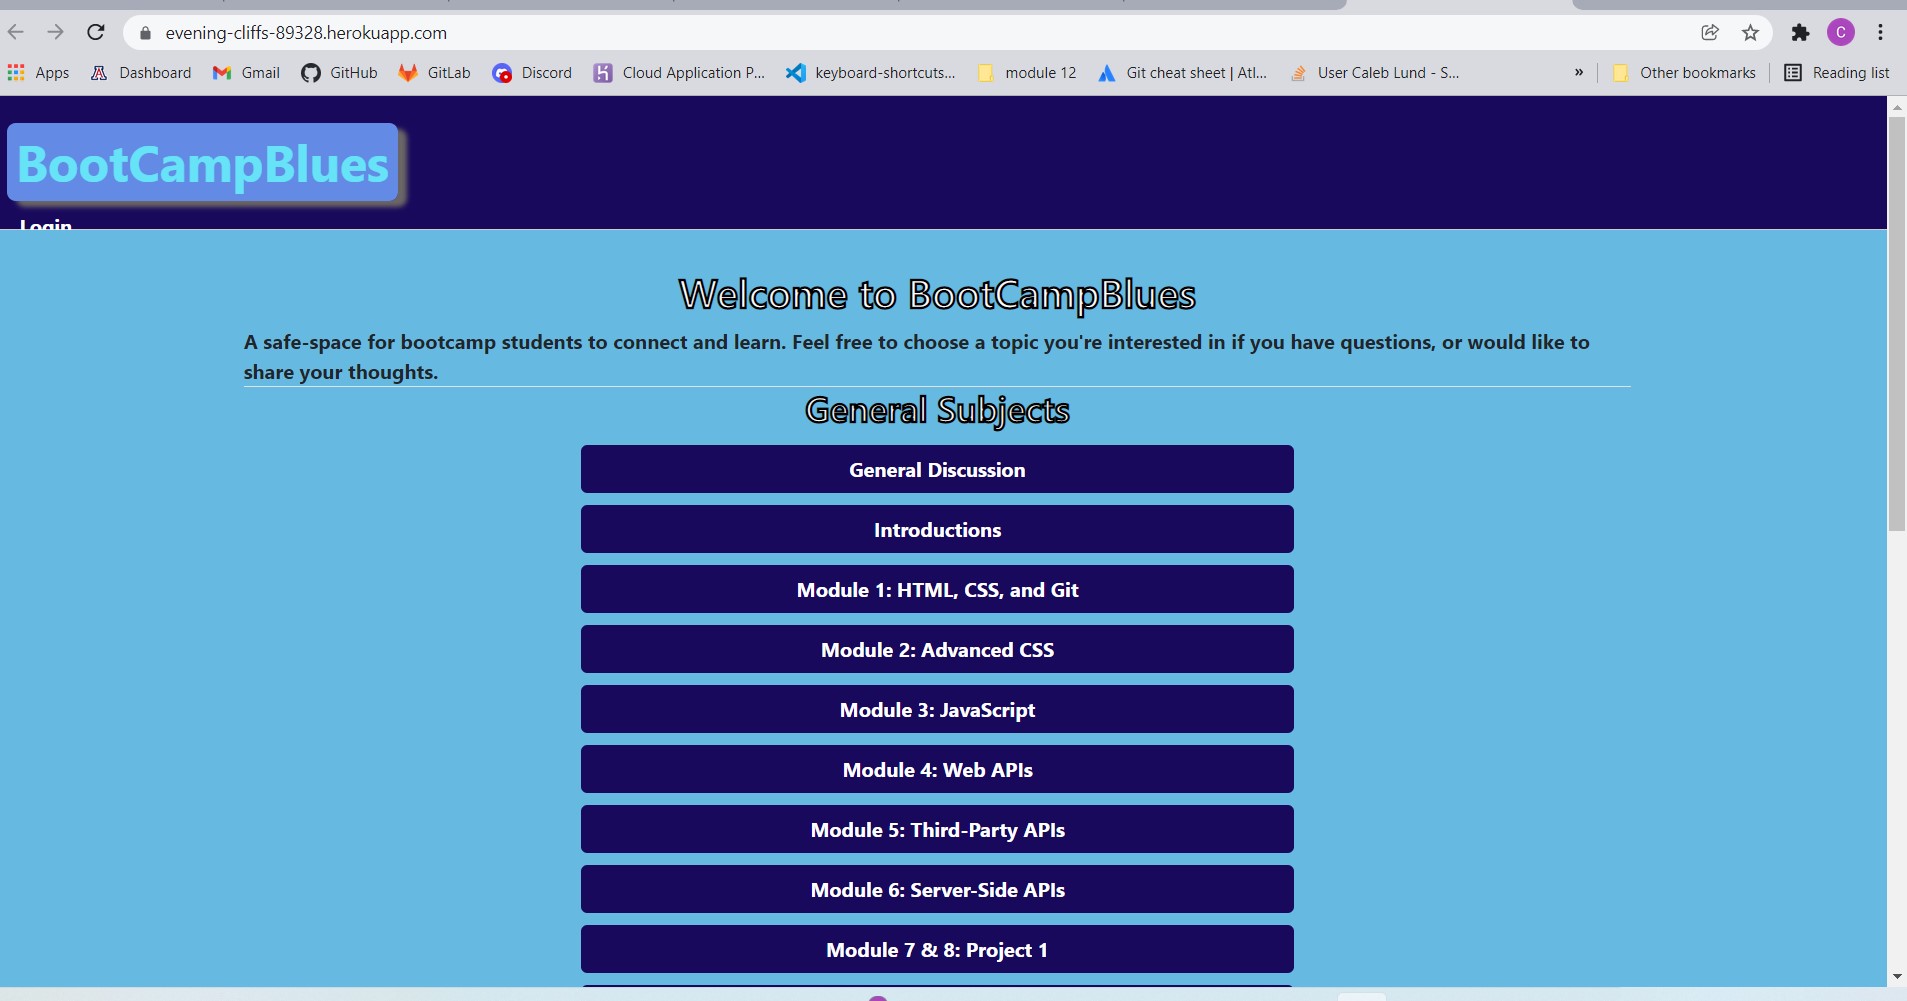 evening-cliffs-89328.herokuapp.com
C
Apps Dashboard Gmail GitHub GitLab Discord Cloud Application P... keyboard-shortcuts... module 12 Git cheat sheet | Atl... User Caleb Lund - S... » Other bookmarks Reading list
BootCampBlues
Login
Welcome to BootCampBlues
A safe-space for bootcamp students to connect and learn. Feel free to choose a topic you're interested in if you have questions, or would like to
share your thoughts.
General Subjects
General Discussion
Introductions
Module 1: HTML, CSS, and Git
Module 2: Advanced CSS
Module 3: JavaScript
Module 4: Web APIs
Module 5: Third-Party APIs
Module 6: Server-Side APIs
Module 7 & 8: Project 1